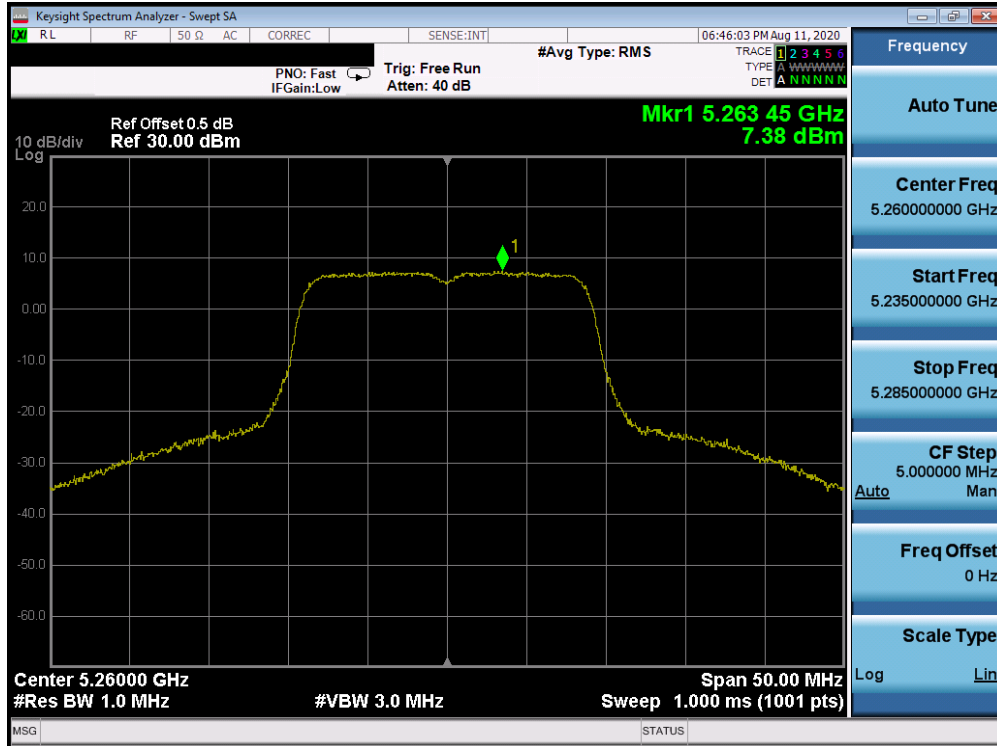 Keysight Spectrum Analyzer - Swept SA
LXI RL RF 50 Ω AC CORREC SENSE:INT 06:46:03 PM Aug 11, 2020
PNO: Fast
IFGain:Low
Trig: Free Run
Atten: 40 dB
#Avg Type: RMS
TRACE 1 2 3 4 5 6
TYPE A WWWWW
DET A N N N N N
Mkr1 5.263 45 GHz
7.38 dBm
Ref Offset 0.5 dB
10 dB/div Ref 30.00 dBm
Log
20.0
10.0
0.00
-10.0
-20.0
-30.0
-40.0
-50.0
-60.0
1
Center 5.26000 GHz Span 50.00 MHz
#Res BW 1.0 MHz #VBW 3.0 MHz Sweep 1.000 ms (1001 pts)
MSG STATUS
Frequency
Auto Tune
Center Freq
5.260000000 GHz
Start Freq
5.235000000 GHz
Stop Freq
5.285000000 GHz
CF Step
5.000000 MHz
Auto Man
Freq Offset
0 Hz
Scale Type
Log Lin